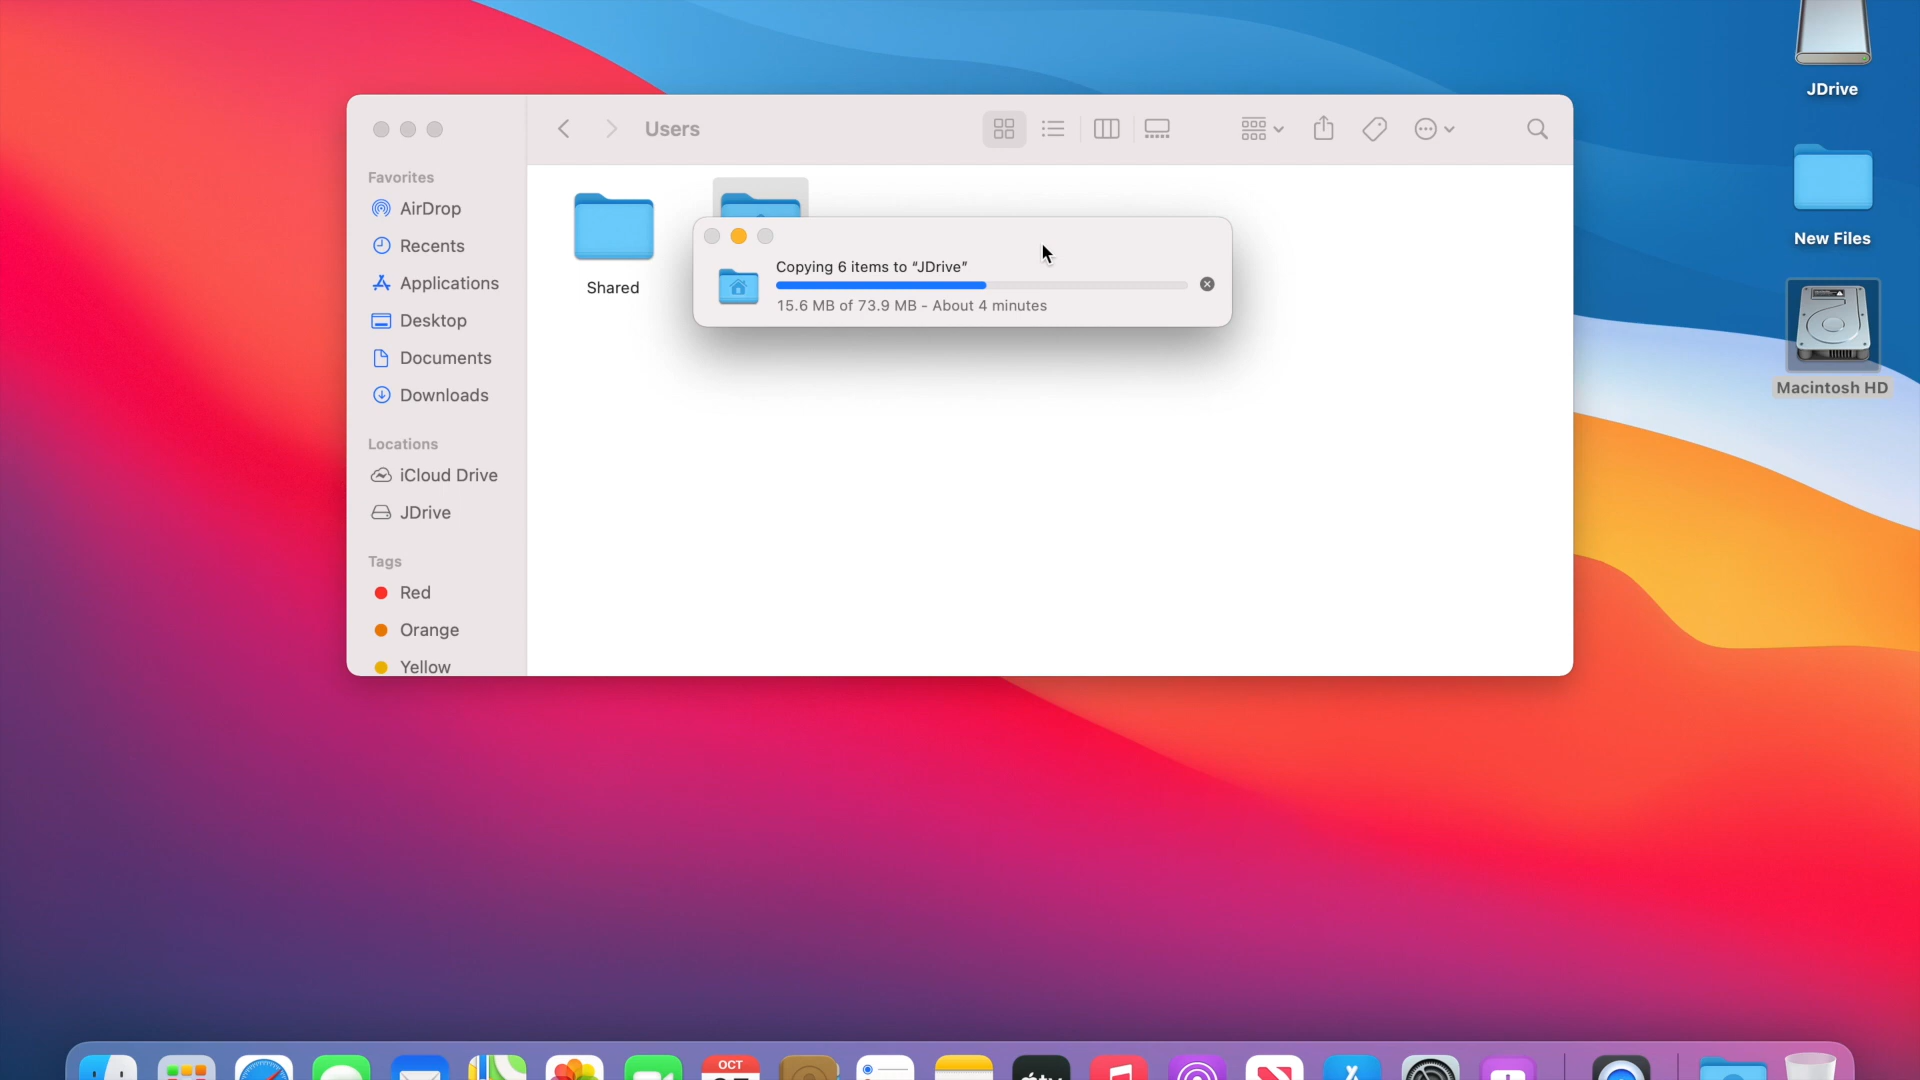 JDrive
Users
Favorites
AirDrop
Recents
Applications
Desktop
Documents
Downloads
Locations
iCloud Drive
JDrive
Tags
Red
Orange
Yellow
Shared
Copying 6 items to “JDrive”
15.6 MB of 73.9 MB - About 4 minutes
New Files
Macintosh HD
OCT